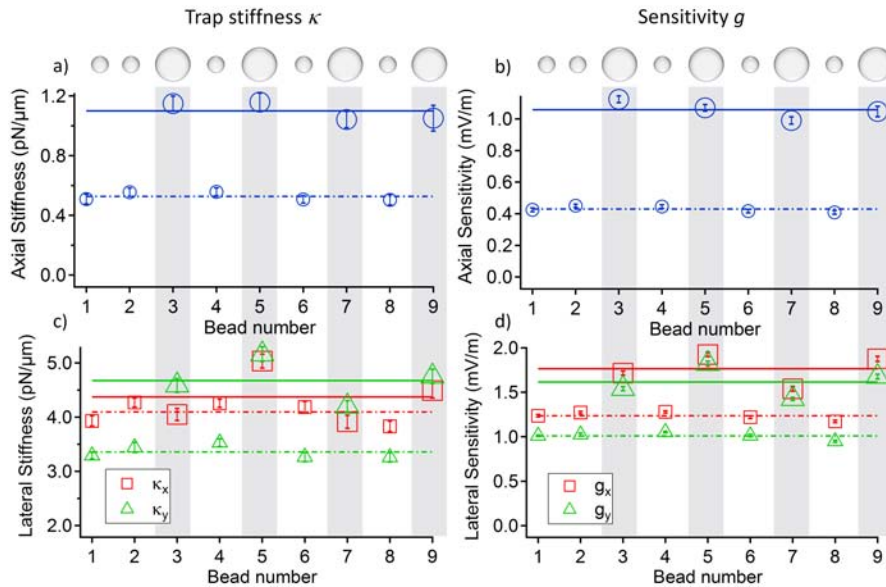 Trap stiffness κ
Sensitivity g
a)
Axial Stiffness (pN/μm)
1.2
0.8
0.4
0.0
1 2 3 4 5 6 7 8 9
Bead number
b)
Axial Sensitivity (mV/m)
1.0
0.8
0.6
0.4
0.2
0.0
1 2 3 4 5 6 7 8 9
Bead number
c)
Lateral Stiffness (pN/μm)
5.0
4.0
3.0
2.0
κx
κy
1 2 3 4 5 6 7 8 9
Bead number
d)
Lateral Sensitivity (mV/m)
2.0
1.5
1.0
0.5
0.0
gx
gy
1 2 3 4 5 6 7 8 9
Bead number